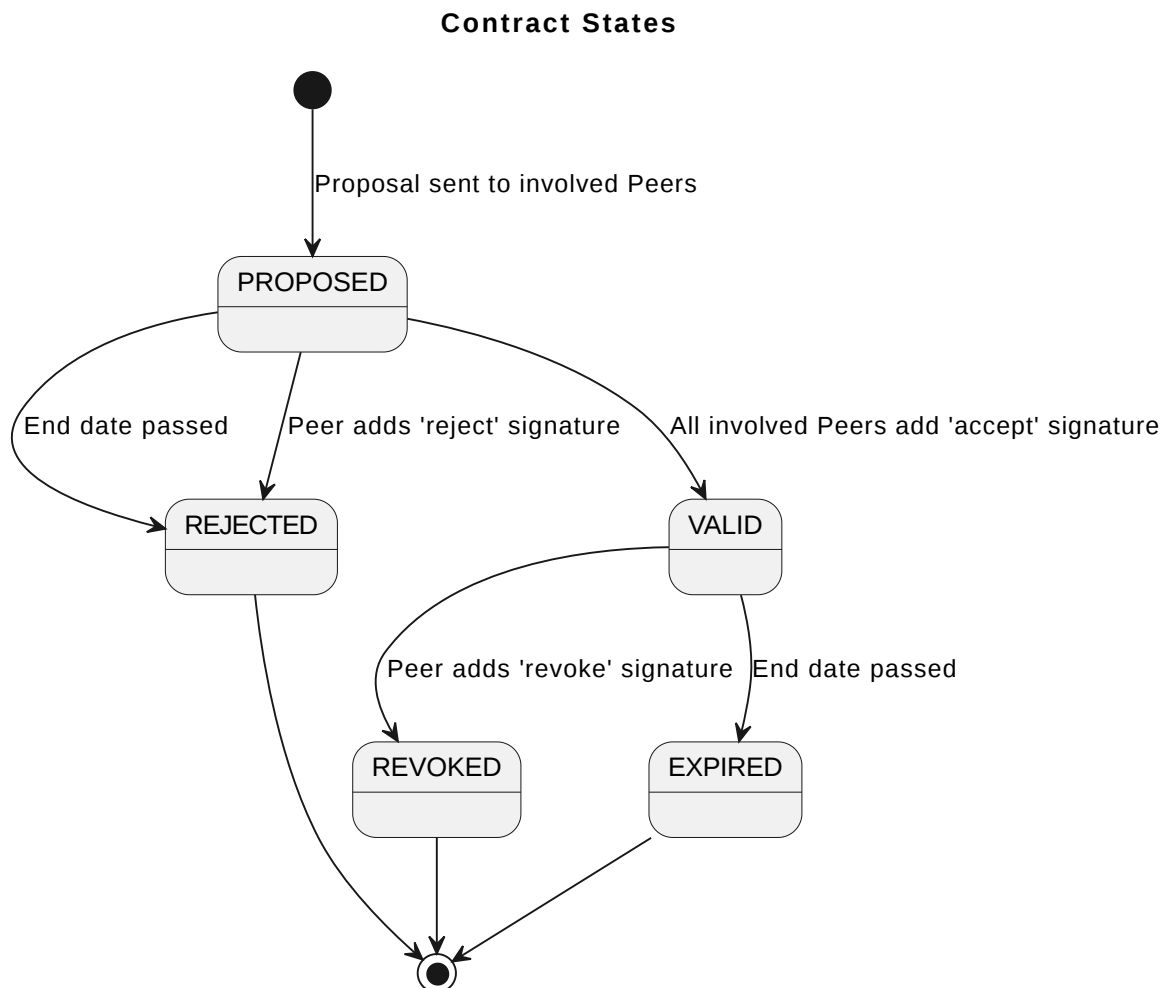 Contract States
Proposal sent to involved Peers
PROPOSED
End date passed
Peer adds 'reject' signature
All involved Peers add 'accept' signature
REJECTED
VALID
Peer adds 'revoke' signature
End date passed
REVOKED
EXPIRED